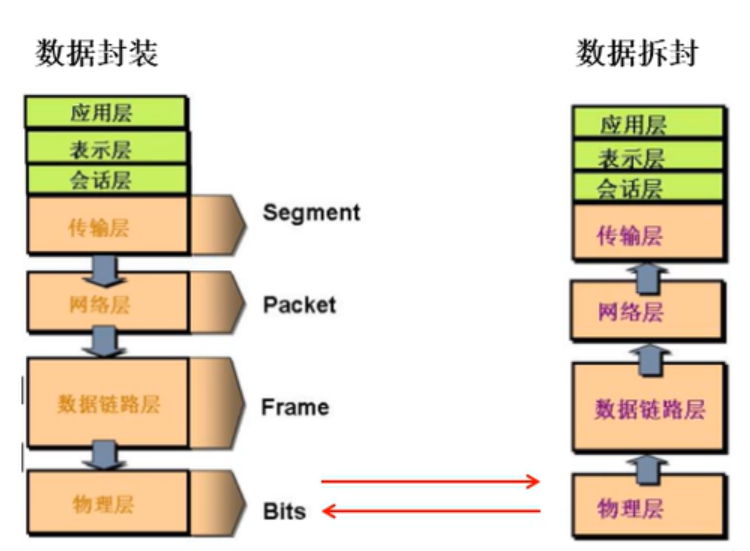 数据封装
应用层
表示层
会话层
传输层
Segment
网络层
Packet
数据链路层
Frame
物理层
Bits
数据拆封
应用层
表示层
会话层
传输层
网络层
数据链路层
物理层